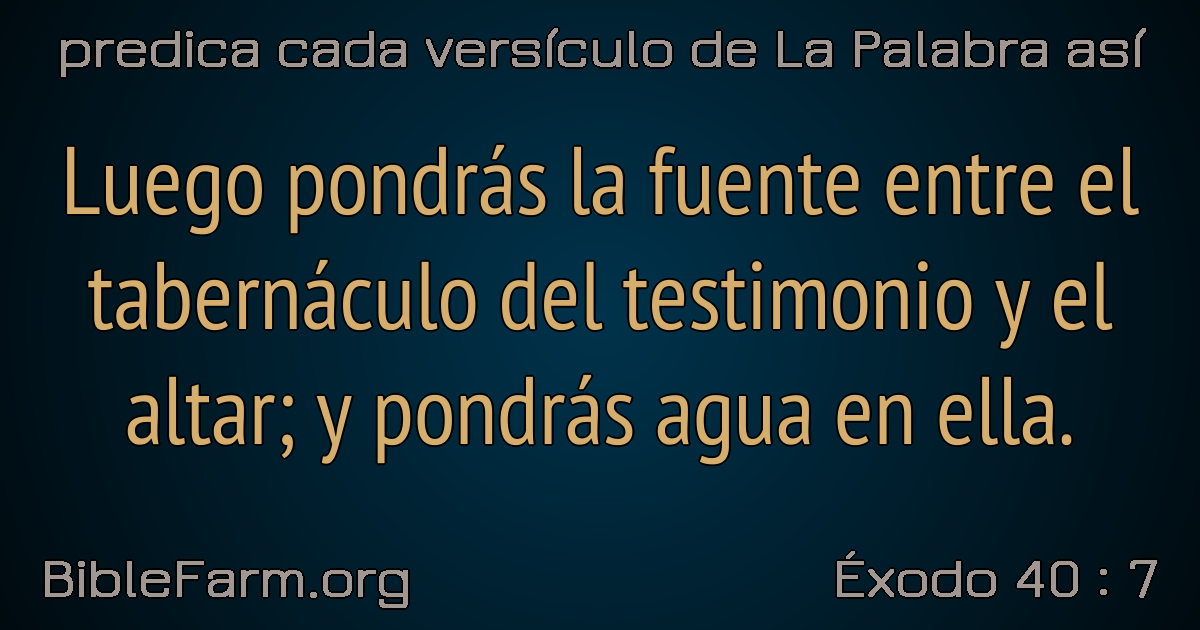 predica cada versículo de La Palabra así
Luego pondrás la fuente entre el
tabernáculo del testimonio y el
altar; y pondrás agua en ella.
BibleFarm.org
Éxodo 40 : 7